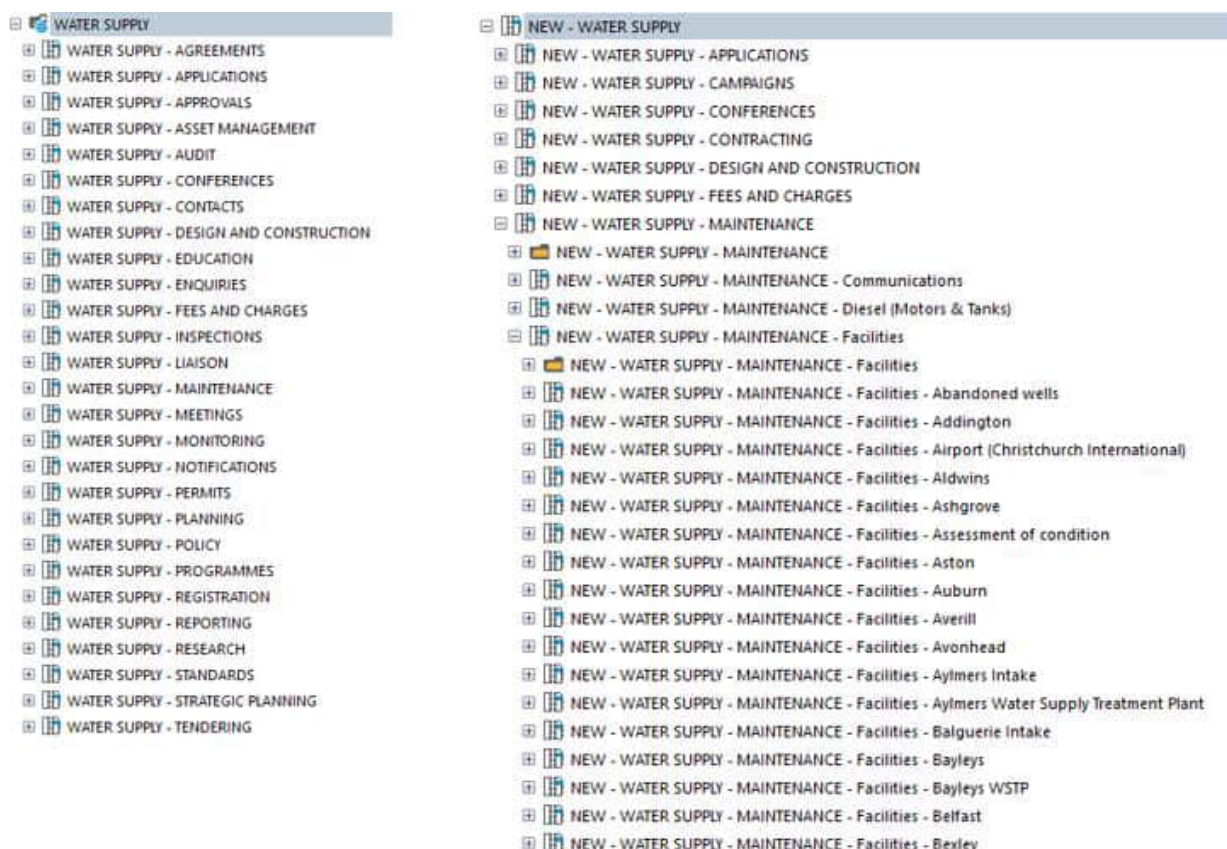 WATER SUPPLY
WATER SUPPLY - AGREEMENTS
WATER SUPPLY - APPLICATIONS
WATER SUPPLY - APPROVALS
WATER SUPPLY - ASSET MANAGEMENT
WATER SUPPLY - AUDIT
WATER SUPPLY - CONFERENCES
WATER SUPPLY - CONTACTS
WATER SUPPLY - DESIGN AND CONSTRUCTION
WATER SUPPLY - EDUCATION
WATER SUPPLY - ENQUIRIES
WATER SUPPLY - FEES AND CHARGES
WATER SUPPLY - INSPECTIONS
WATER SUPPLY - LIAISON
WATER SUPPLY - MAINTENANCE
WATER SUPPLY - MEETINGS
WATER SUPPLY - MONITORING
WATER SUPPLY - NOTIFICATIONS
WATER SUPPLY - PERMITS
WATER SUPPLY - PLANNING
WATER SUPPLY - POLICY
WATER SUPPLY - PROGRAMMES
WATER SUPPLY - REGISTRATION
WATER SUPPLY - REPORTING
WATER SUPPLY - RESEARCH
WATER SUPPLY - STANDARDS
WATER SUPPLY - STRATEGIC PLANNING
WATER SUPPLY - TENDERING
NEW - WATER SUPPLY
NEW - WATER SUPPLY - APPLICATIONS
NEW - WATER SUPPLY - CAMPAIGNS
NEW - WATER SUPPLY - CONFERENCES
NEW - WATER SUPPLY - CONTRACTING
NEW - WATER SUPPLY - DESIGN AND CONSTRUCTION
NEW - WATER SUPPLY - FEES AND CHARGES
NEW - WATER SUPPLY - MAINTENANCE
NEW - WATER SUPPLY - MAINTENANCE
NEW - WATER SUPPLY - MAINTENANCE - Communications
NEW - WATER SUPPLY - MAINTENANCE - Diesel (Motors & Tanks)
NEW - WATER SUPPLY - MAINTENANCE - Facilities
NEW - WATER SUPPLY - MAINTENANCE - Facilities
NEW - WATER SUPPLY - MAINTENANCE - Facilities - Abandoned wells
NEW - WATER SUPPLY - MAINTENANCE - Facilities - Addington
NEW - WATER SUPPLY - MAINTENANCE - Facilities - Airport (Christchurch International)
NEW - WATER SUPPLY - MAINTENANCE - Facilities - Aldwins
NEW - WATER SUPPLY - MAINTENANCE - Facilities - Ashgrove
NEW - WATER SUPPLY - MAINTENANCE - Facilities - Assessment of condition
NEW - WATER SUPPLY - MAINTENANCE - Facilities - Aston
NEW - WATER SUPPLY - MAINTENANCE - Facilities - Auburn
NEW - WATER SUPPLY - MAINTENANCE - Facilities - Averill
NEW - WATER SUPPLY - MAINTENANCE - Facilities - Avonhead
NEW - WATER SUPPLY - MAINTENANCE - Facilities - Aylmers Intake
NEW - WATER SUPPLY - MAINTENANCE - Facilities - Aylmers Water Supply Treatment Plant
NEW - WATER SUPPLY - MAINTENANCE - Facilities - Balguerie Intake
NEW - WATER SUPPLY - MAINTENANCE - Facilities - Bayleys
NEW - WATER SUPPLY - MAINTENANCE - Facilities - Bayleys WSTP
NEW - WATER SUPPLY - MAINTENANCE - Facilities - Belfast
NEW - WATER SUPPLY - MAINTENANCE - Facilities - Bexley